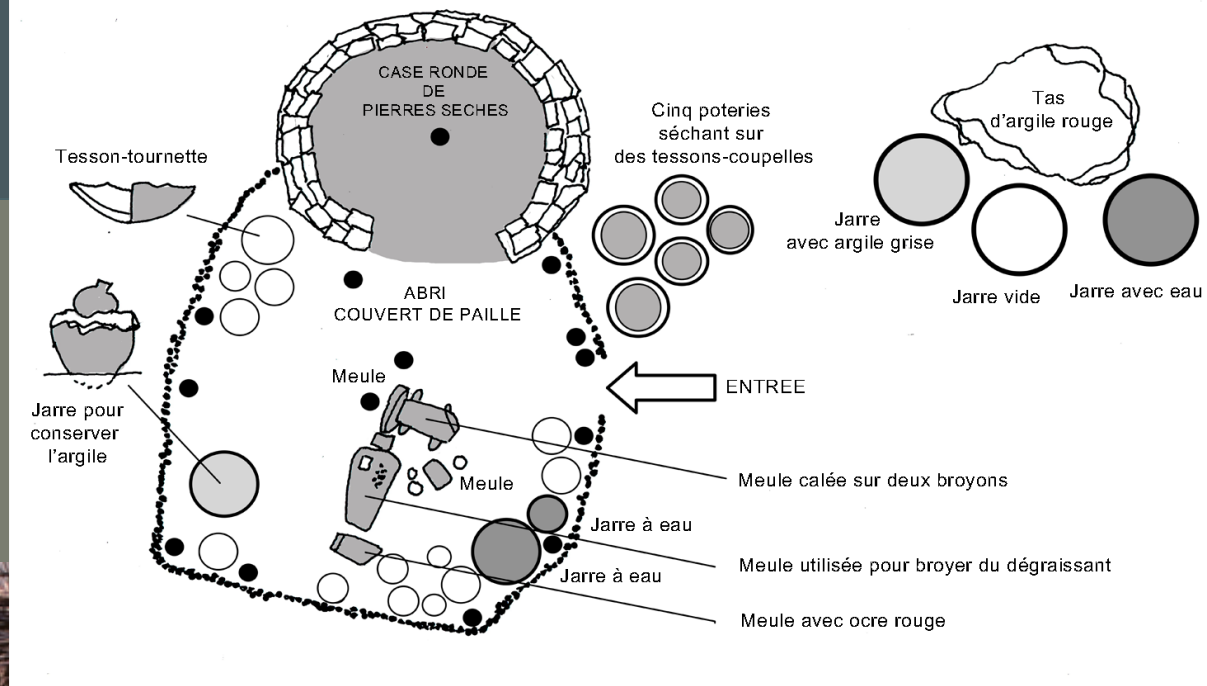 CASE RONDE
DE
PIERRES SECHES
Cinq poteries
séchant sur
des tessons-coupelles
Tas
d'argile rouge
Tesson-tournette
Jarre
avec argile grise
Jarre vide
Jarre avec eau
ABRI
COUVERT DE PAILLE
Meule
ENTREE
Jarre pour
conserver
l'argile
Meule
Meule calée sur deux broyons
Jarre à eau
Meule utilisée pour broyer du dégraissant
Jarre à eau
Meule avec ocre rouge